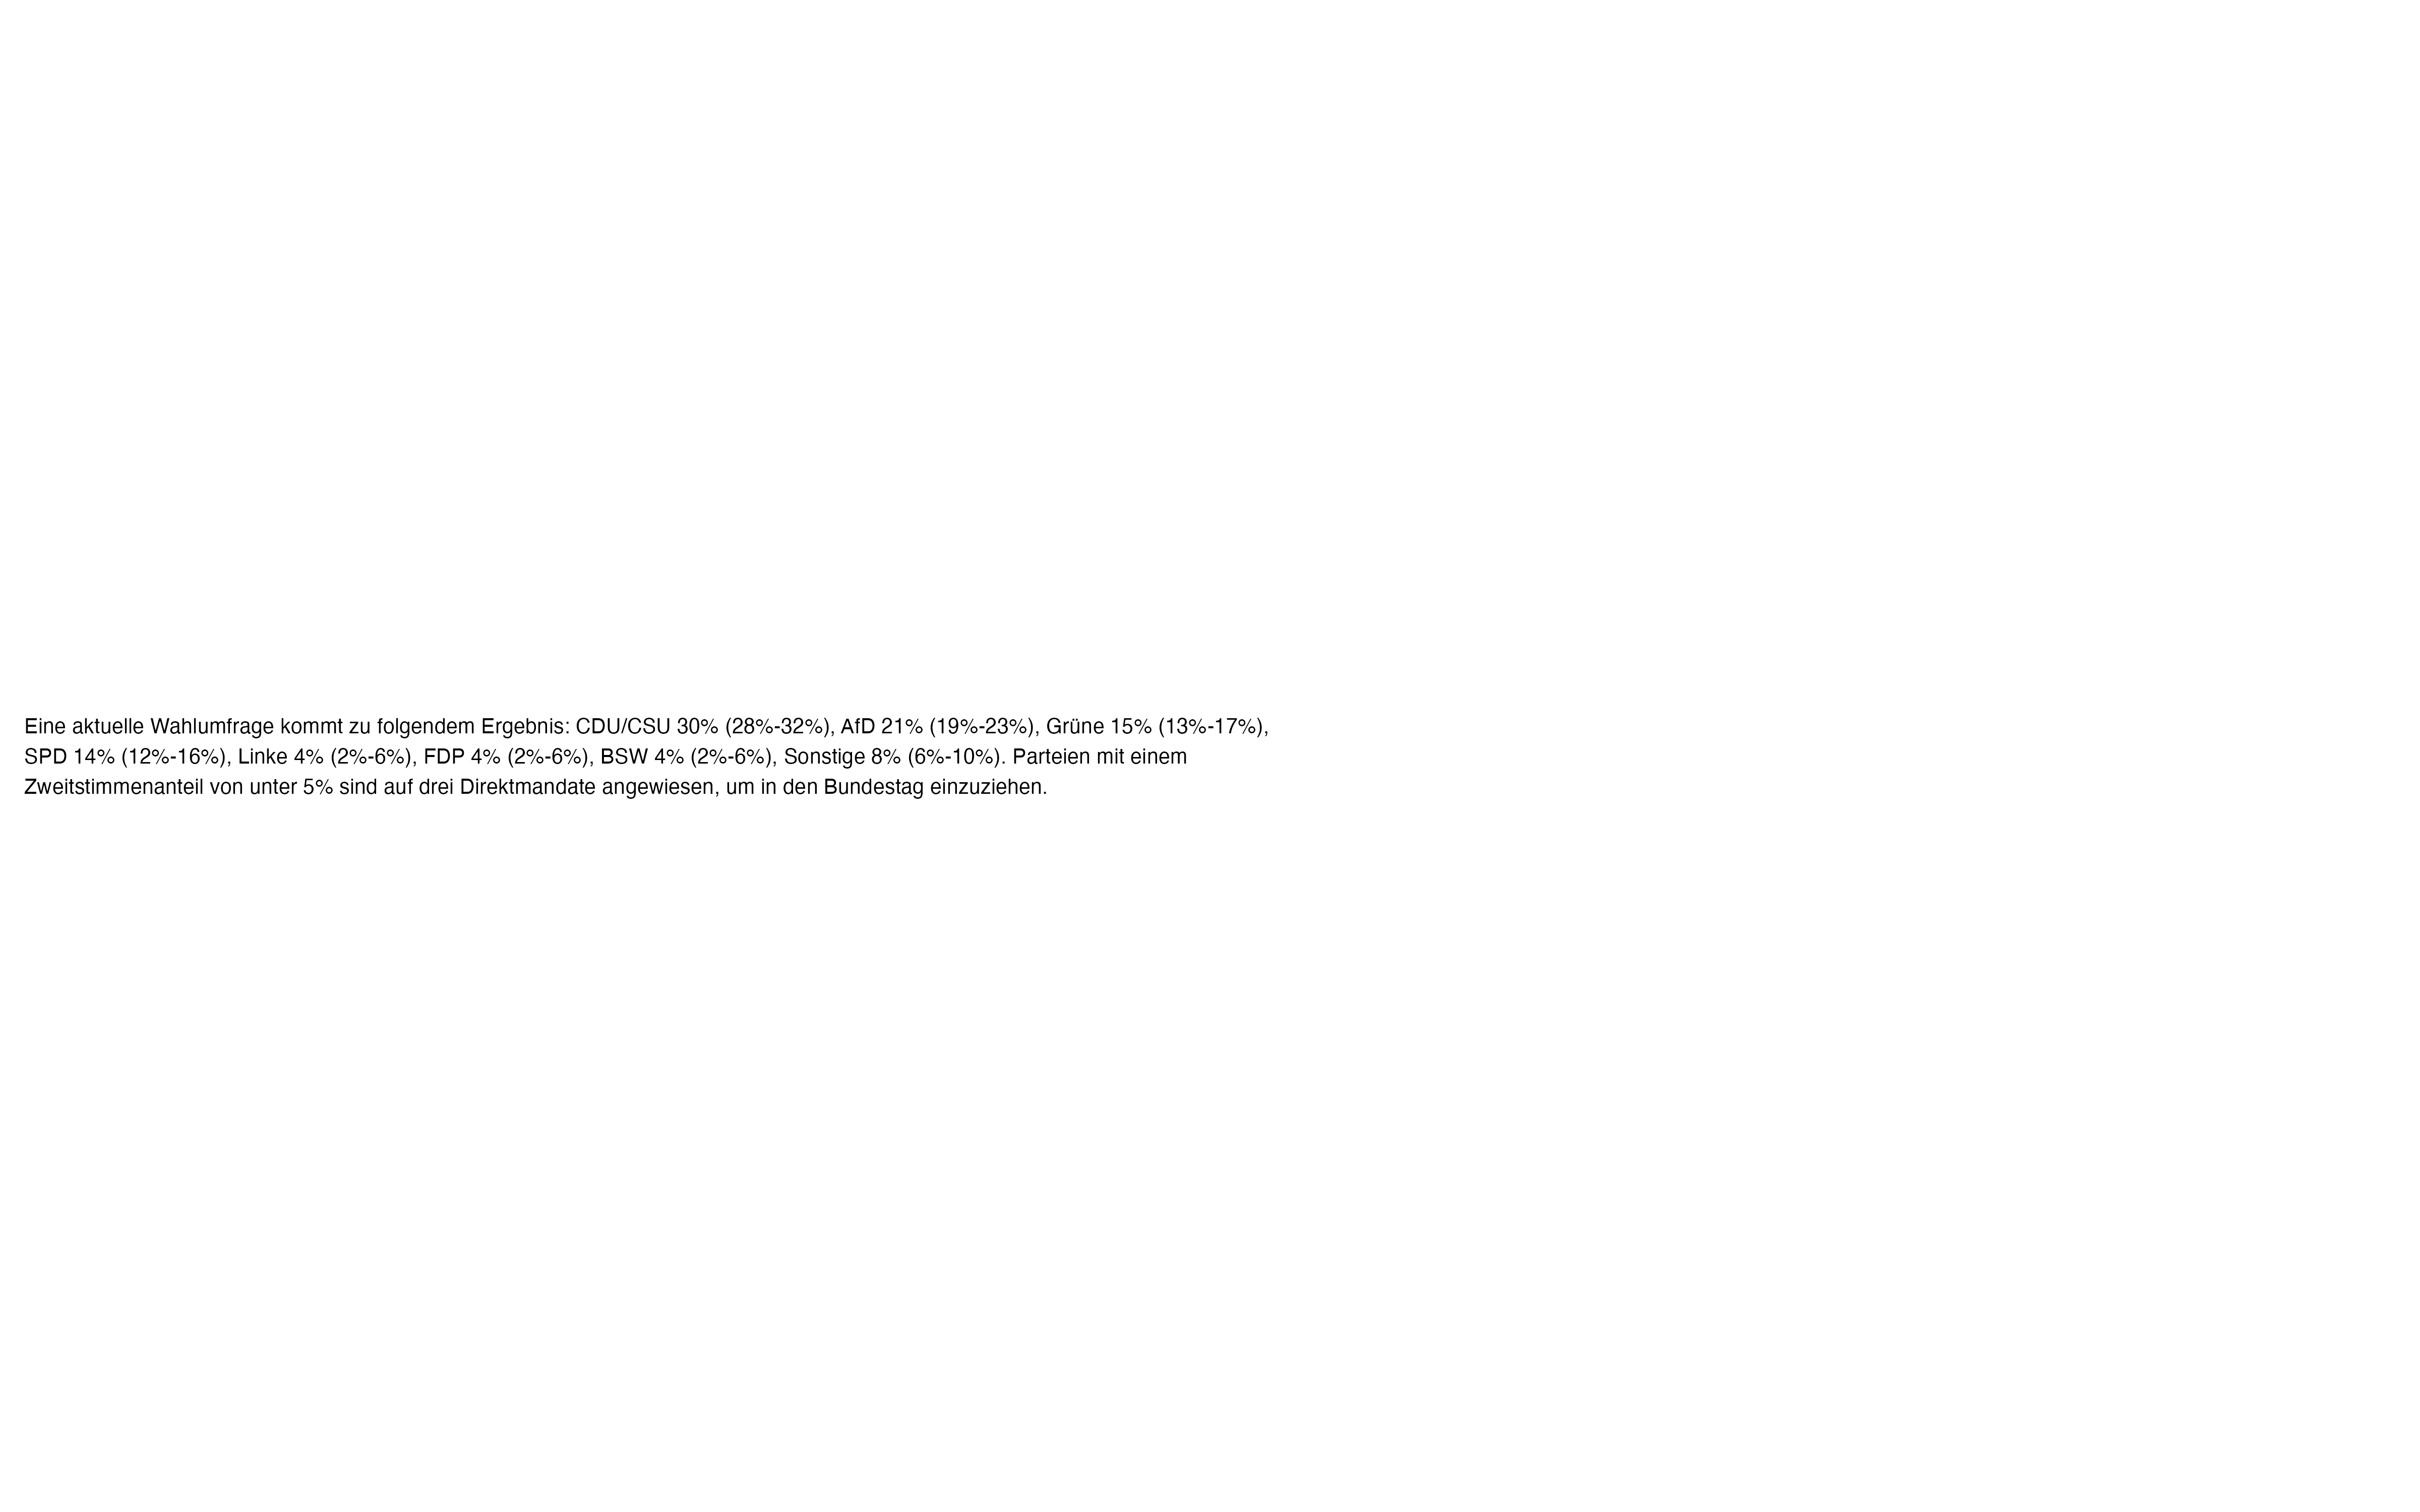 Eine aktuelle Wahlumfrage kommt zu folgendem Ergebnis: CDU/CSU 30% (28%-32%), AfD 21% (19%-23%), Grüne 15% (13%-17%),
SPD 14% (12%-16%), Linke 4% (2%-6%), FDP 4% (2%-6%), BSW 4% (2%-6%), Sonstige 8% (6%-10%). Parteien mit einem
Zweitstimmenanteil von unter 5% sind auf drei Direktmandate angewiesen, um in den Bundestag einzuziehen.